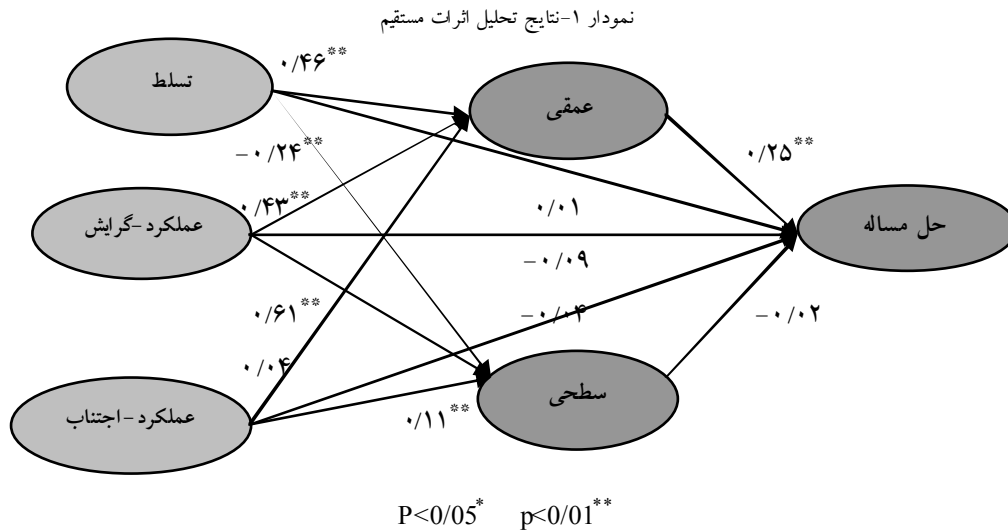 نمودار ۱-نتایج تحلیل اثرات مستقیم
۰/۴۶**
تسلط
عمقی
-۰/۲۴**
۰/۲۵**
۰/۴۳**
عملکرد-گرایش
۰/۰۱
حل مساله
-۰/۰۹
۰/۶۱**
-۰/۰۴
-۰/۰۲
۰/۰۴
سطحی
عملکرد-اجتناب
۰/۱۱**
P<0/05* p<0/01**